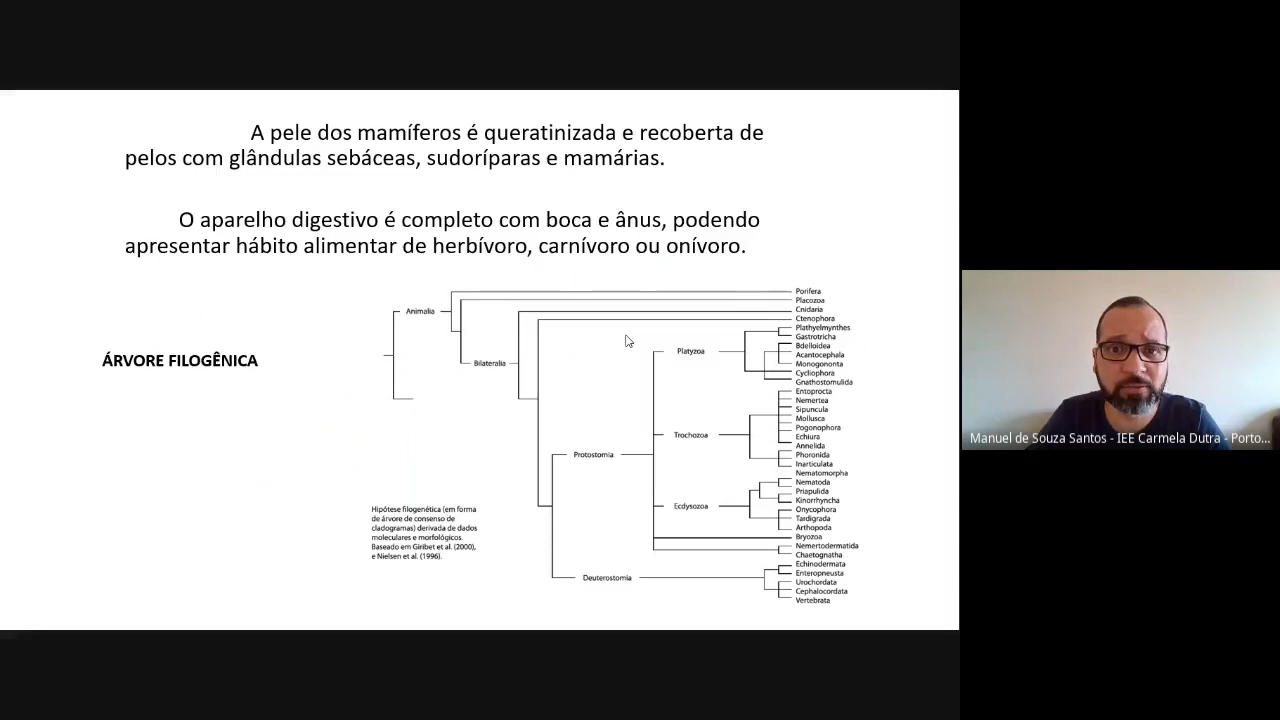 A pele dos mamíferos é queratinizada e recoberta de
pelos com glândulas sebáceas, sudoríparas e mamárias.
O aparelho digestivo é completo com boca e ânus, podendo
apresentar hábito alimentar de herbívoro, carnívoro ou onívoro.
ÁRVORE FILOGÊNICA
Animalia
Bilateralia
Protostomia
Deuterostomia
Platyzoa
Trochozoa
Ecdysozoa
Porifera
Placozoa
Cnidaria
Ctenophora
Plathyelmynthes
Gastrotricha
Bdelloidea
Acantocephala
Monogononta
Cycliophora
Gnathostomulida
Entoprocta
Nemertea
Sipuncula
Mollusca
Pogonophora
Echiura
Annelida
Phoronida
Inarticulata
Nematomorpha
Nematoda
Priapulida
Kinorrhyncha
Onycophora
Tardigrada
Arthopoda
Bryozoa
Nemertodermatida
Chaetognatha
Echinodermata
Enteropneusta
Urochordata
Cephalocordata
Vertebrata
Hipótese filogenética (em forma
de árvore de consenso de
cladogramas) derivada de dados
moleculares e morfológicos.
Baseado em Giribet et al. (2000),
e Nielsen et al. (1996).
Manuel de Souza Santos - IEE Carmela Dutra - Porto...